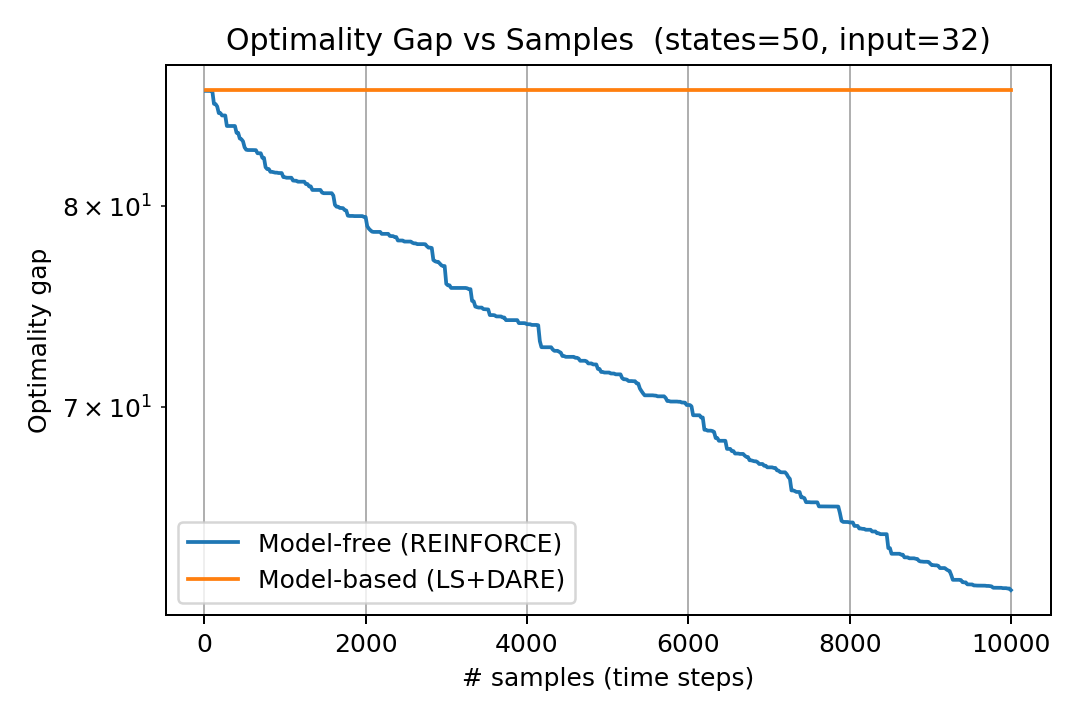 Optimality Gap vs Samples  (states=50, input=32)
Optimality gap
8 × 10¹
7 × 10¹
Model-free (REINFORCE)
Model-based (LS+DARE)
0 2000 4000 6000 8000 10000
# samples (time steps)